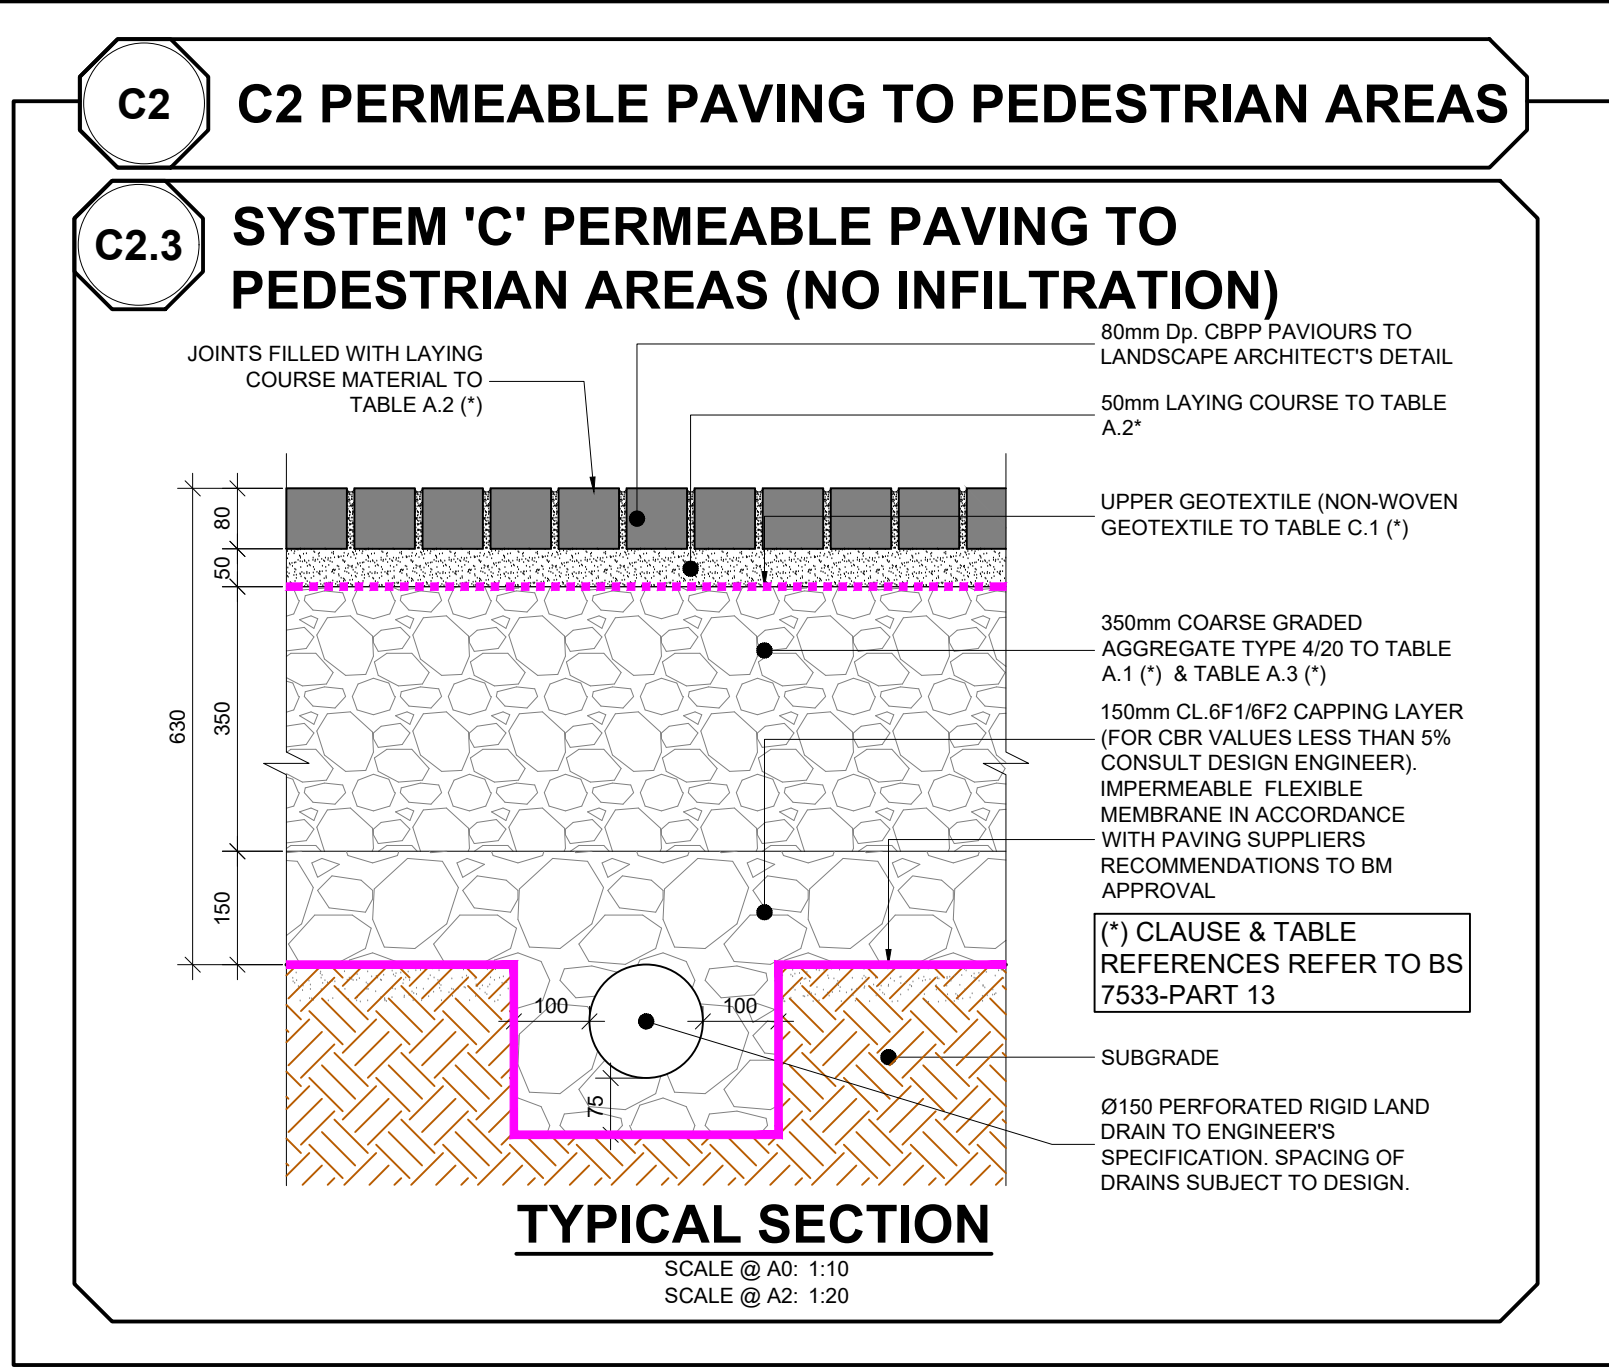 C2
C2 PERMEABLE PAVING TO PEDESTRIAN AREAS
C2.3
SYSTEM 'C' PERMEABLE PAVING TO
PEDESTRIAN AREAS (NO INFILTRATION)
JOINTS FILLED WITH LAYING
COURSE MATERIAL TO
TABLE A.2 (*)
80mm Dp. CBPP PAVIOURS TO
LANDSCAPE ARCHITECT'S DETAIL
50mm LAYING COURSE TO TABLE
A.2*
UPPER GEOTEXTILE (NON-WOVEN
GEOTEXTILE TO TABLE C.1 (*)
350mm COARSE GRADED
AGGREGATE TYPE 4/20 TO TABLE
A.1 (*) & TABLE A.3 (*)
150mm CL.6F1/6F2 CAPPING LAYER
(FOR CBR VALUES LESS THAN 5%
CONSULT DESIGN ENGINEER).
IMPERMEABLE FLEXIBLE
MEMBRANE IN ACCORDANCE
WITH PAVING SUPPLIERS
RECOMMENDATIONS TO BM
APPROVAL
(*) CLAUSE & TABLE
REFERENCES REFER TO BS
7533-PART 13
SUBGRADE
Ø150 PERFORATED RIGID LAND
DRAIN TO ENGINEER'S
SPECIFICATION. SPACING OF
DRAINS SUBJECT TO DESIGN.
80
50
350
630
150
100
100
75
TYPICAL SECTION
SCALE @ A0: 1:10
SCALE @ A2: 1:20